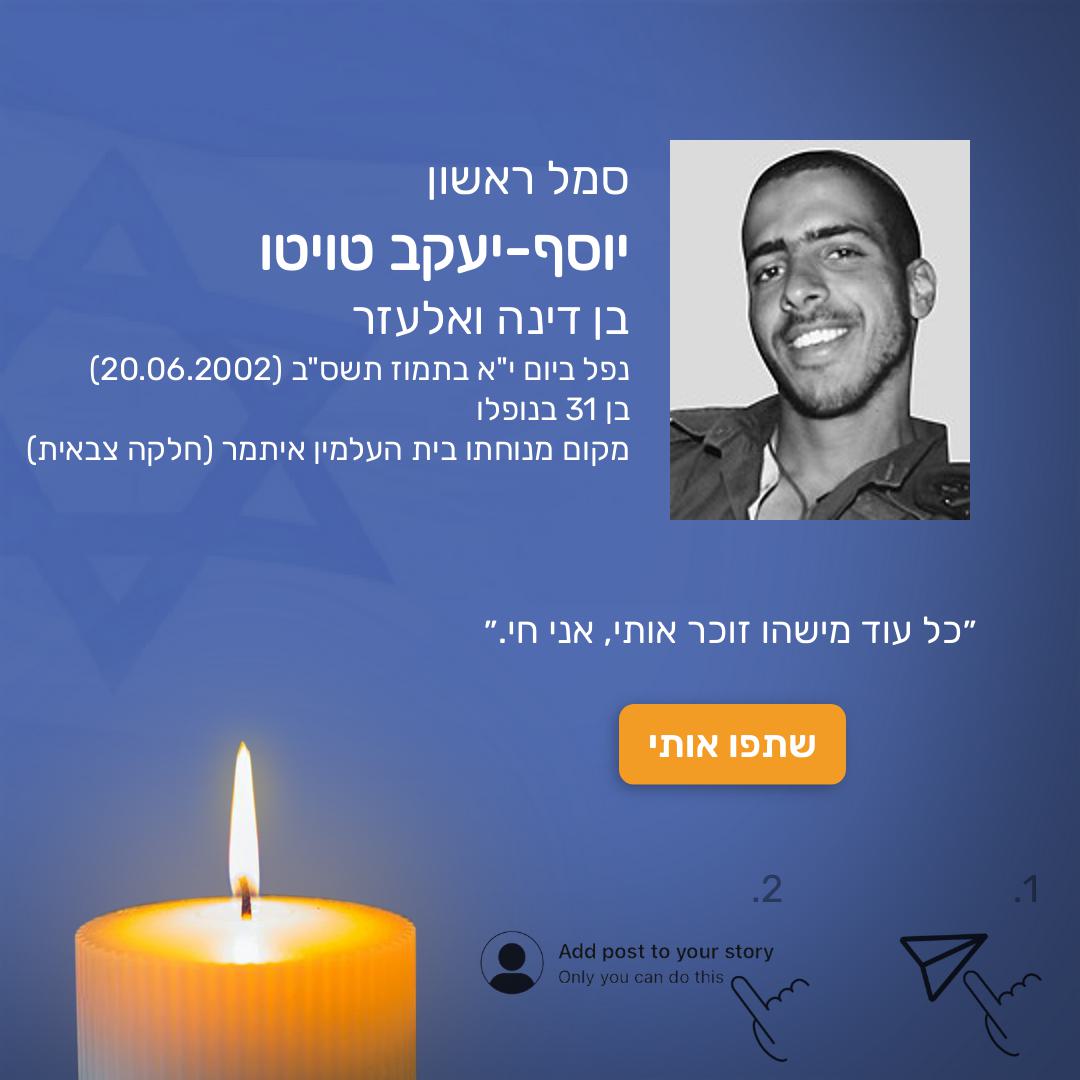 סמל ראשון
יוסף-יעקב טויטו
בן דינה ואלעזר
נפל ביום י"א בתמוז תשס"ב (20.06.2002)
בן 31 בנופלו
מקום מנוחתו בית העלמין איתמר (חלקה צבאית)
״כל עוד מישהו זוכר אותי, אני חי.״
שתפו אותי
1.
2.
Add post to your story
Only you can do this